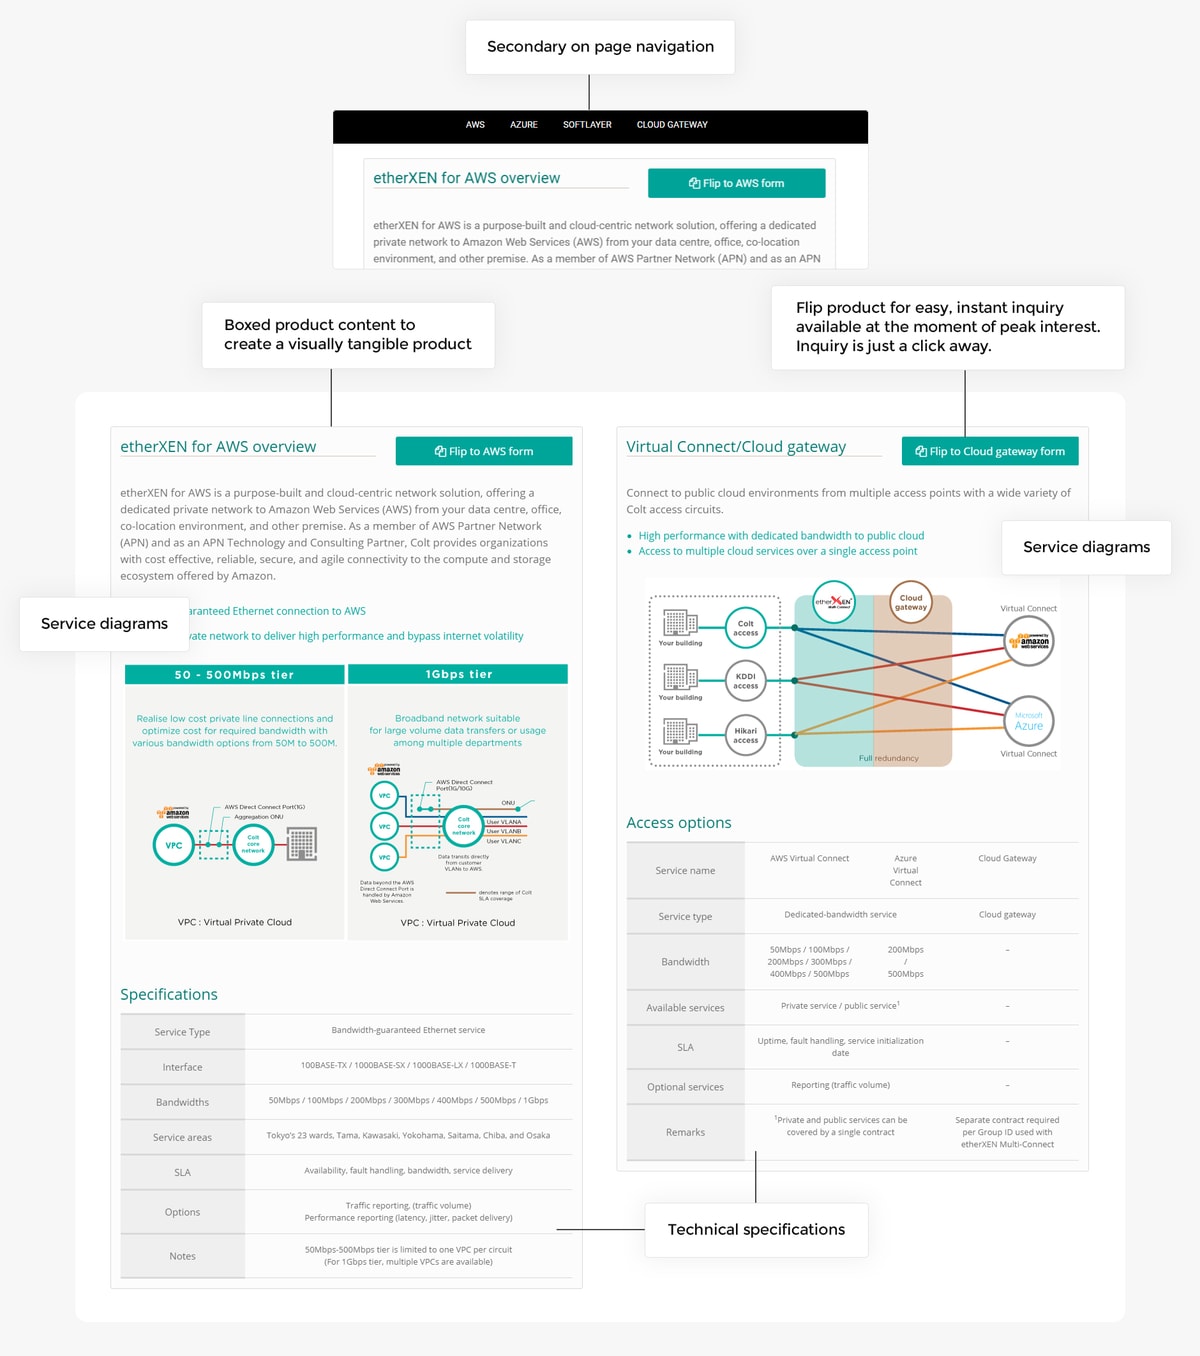 Secondary on page navigation
AWS AZURE SOFTLAYER CLOUD GATEWAY
etherXEN for AWS overview
Flip to AWS form
etherXEN for AWS is a purpose-built and cloud-centric network solution, offering a dedicated
private network to Amazon Web Services (AWS) from your data centre, office, co-location
environment, and other premise. As a member of AWS Partner Network (APN) and as an APN
Boxed product content to
create a visually tangible product
Flip product for easy, instant inquiry
available at the moment of peak interest.
Inquiry is just a click away.
etherXEN for AWS overview
Flip to AWS form
etherXEN for AWS is a purpose-built and cloud-centric network solution, offering a
dedicated private network to Amazon Web Services (AWS) from your data centre, office,
co-location environment, and other premise. As a member of AWS Partner Network
(APN) and as an APN Technology and Consulting Partner, Colt provides organizations
with cost effective, reliable, secure, and agile connectivity to the compute and storage
ecosystem offered by Amazon.
Service diagrams
aranteed Ethernet connection to AWS
vate network to deliver high performance and bypass internet volatility
50 - 500Mbps tier
Realise low cost private line connections and
optimize cost for required bandwidth with
various bandwidth options from 50M to 500M.
powered by
amazon
web services
AWS Direct Connect Port(1G)
Aggregation ONU
VPC
Colt
core
network
VPC : Virtual Private Cloud
1Gbps tier
Broadband network suitable
for large volume data transfers or usage
among multiple departments
powered by
amazon
web services
AWS Direct Connect
Port(1G/10G)
VPC
VPC
VPC
ONU
Colt
core
network
User VLANA
User VLANB
User VLANC
Data transits directly
from customer
VLANs to AWS.
Data beyond the AWS
Direct Connect Port is
handled by Amazon
Web Services.
denotes range of Colt
SLA coverage
VPC : Virtual Private Cloud
Specifications
Service Type
Bandwidth-guaranteed Ethernet service
Interface
100BASE-TX / 1000BASE-SX / 1000BASE-LX / 1000BASE-T
Bandwidths
50Mbps / 100Mbps / 200Mbps / 300Mbps / 400Mbps / 500Mbps / 1Gbps
Service areas
Tokyo's 23 wards, Tama, Kawasaki, Yokohama, Saitama, Chiba, and Osaka
SLA
Availability, fault handling, bandwidth, service delivery
Options
Traffic reporting, (traffic volume)
Performance reporting (latency, jitter, packet delivery)
Notes
50Mbps-500Mbps tier is limited to one VPC per circuit
(For 1Gbps tier, multiple VPCs are available)
Virtual Connect/Cloud gateway
Flip to Cloud gateway form
Connect to public cloud environments from multiple access points with a wide variety of
Colt access circuits.
• High performance with dedicated bandwidth to public cloud
• Access to multiple cloud services over a single access point
Service diagrams
Your building
Colt
access
Your building
KDDI
access
Your building
Hikari
access
etherXEN
Multi-Connect
Cloud
gateway
Full redundancy
Virtual Connect
powered by
amazon
web services
Microsoft
Azure
Virtual Connect
Access options
Service name
AWS Virtual Connect
Azure
Virtual
Connect
Cloud Gateway
Service type
Dedicated-bandwidth service
Cloud gateway
Bandwidth
50Mbps / 100Mbps /
200Mbps / 300Mbps /
400Mbps / 500Mbps
200Mbps
/
500Mbps
–
Available services
Private service / public service1
–
SLA
Uptime, fault handling, service initialization
date
–
Optional services
Reporting (traffic volume)
–
Remarks
1Private and public services can be
covered by a single contract
Separate contract required
per Group ID used with
etherXEN Multi-Connect
Technical specifications